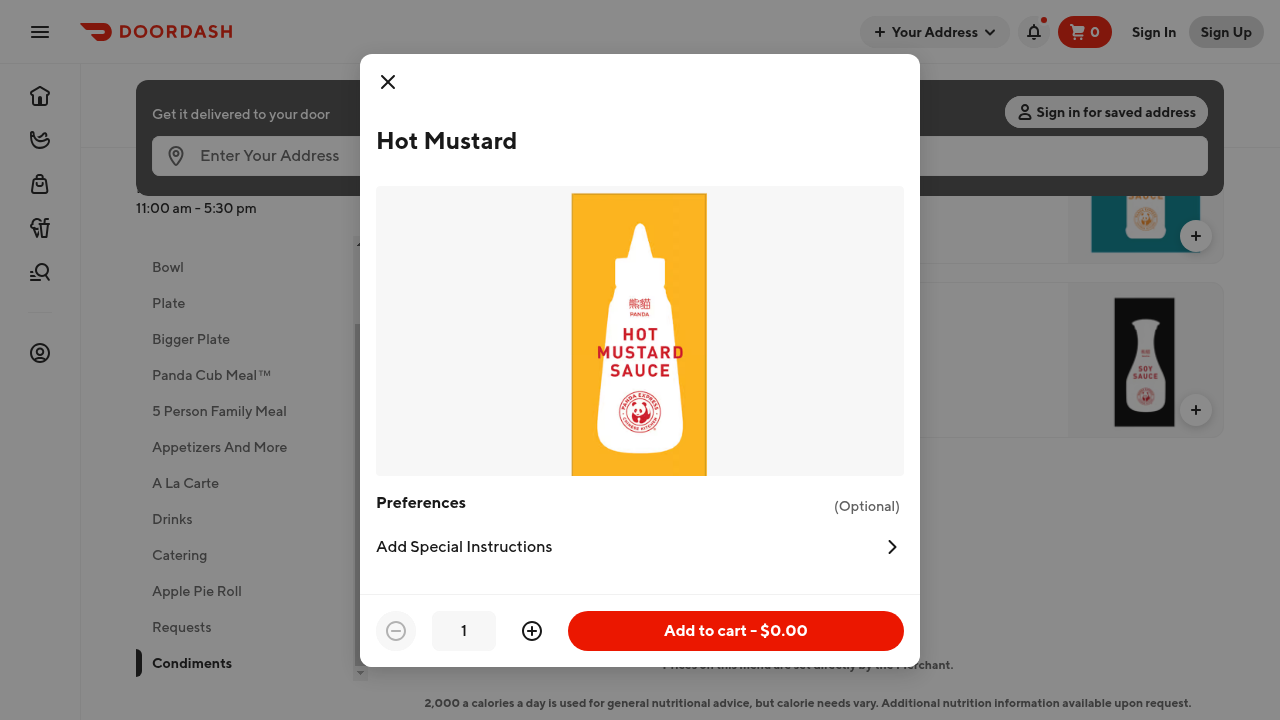 DOORDASH
Your Address
0
Sign In
Sign Up
Get it delivered to your door
Sign in for saved address
Enter Your Address
11:00 am - 5:30 pm
Bowl
Plate
Bigger Plate
Panda Cub Meal™
5 Person Family Meal
Appetizers And More
A La Carte
Drinks
Catering
Apple Pie Roll
Requests
Condiments
Hot Mustard
熊貓
PANDA
HOT
MUSTARD
SAUCE
PANDA EXPRESS
CHINESE KITCHEN
Preferences
(Optional)
Add Special Instructions
1
Add to cart - $0.00
SAUCE
SOY
SAUCE
Prices on this menu are set directly by the Merchant.
2,000 a calories a day is used for general nutritional advice, but calorie needs vary. Additional nutrition information available upon request.